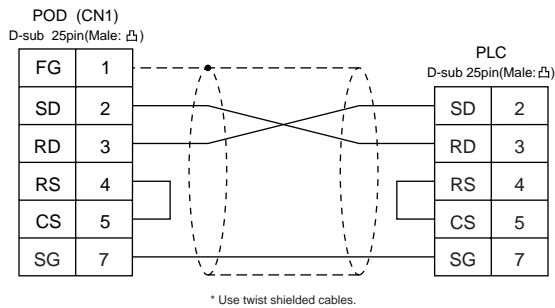 POD (CN1)
D-sub 25pin(Male: 凸)
FG 1
SD 2
RD 3
RS 4
CS 5
SG 7
PLC
D-sub 25pin(Male: 凸)
SD 2
RD 3
RS 4
CS 5
SG 7
* Use twist shielded cables.